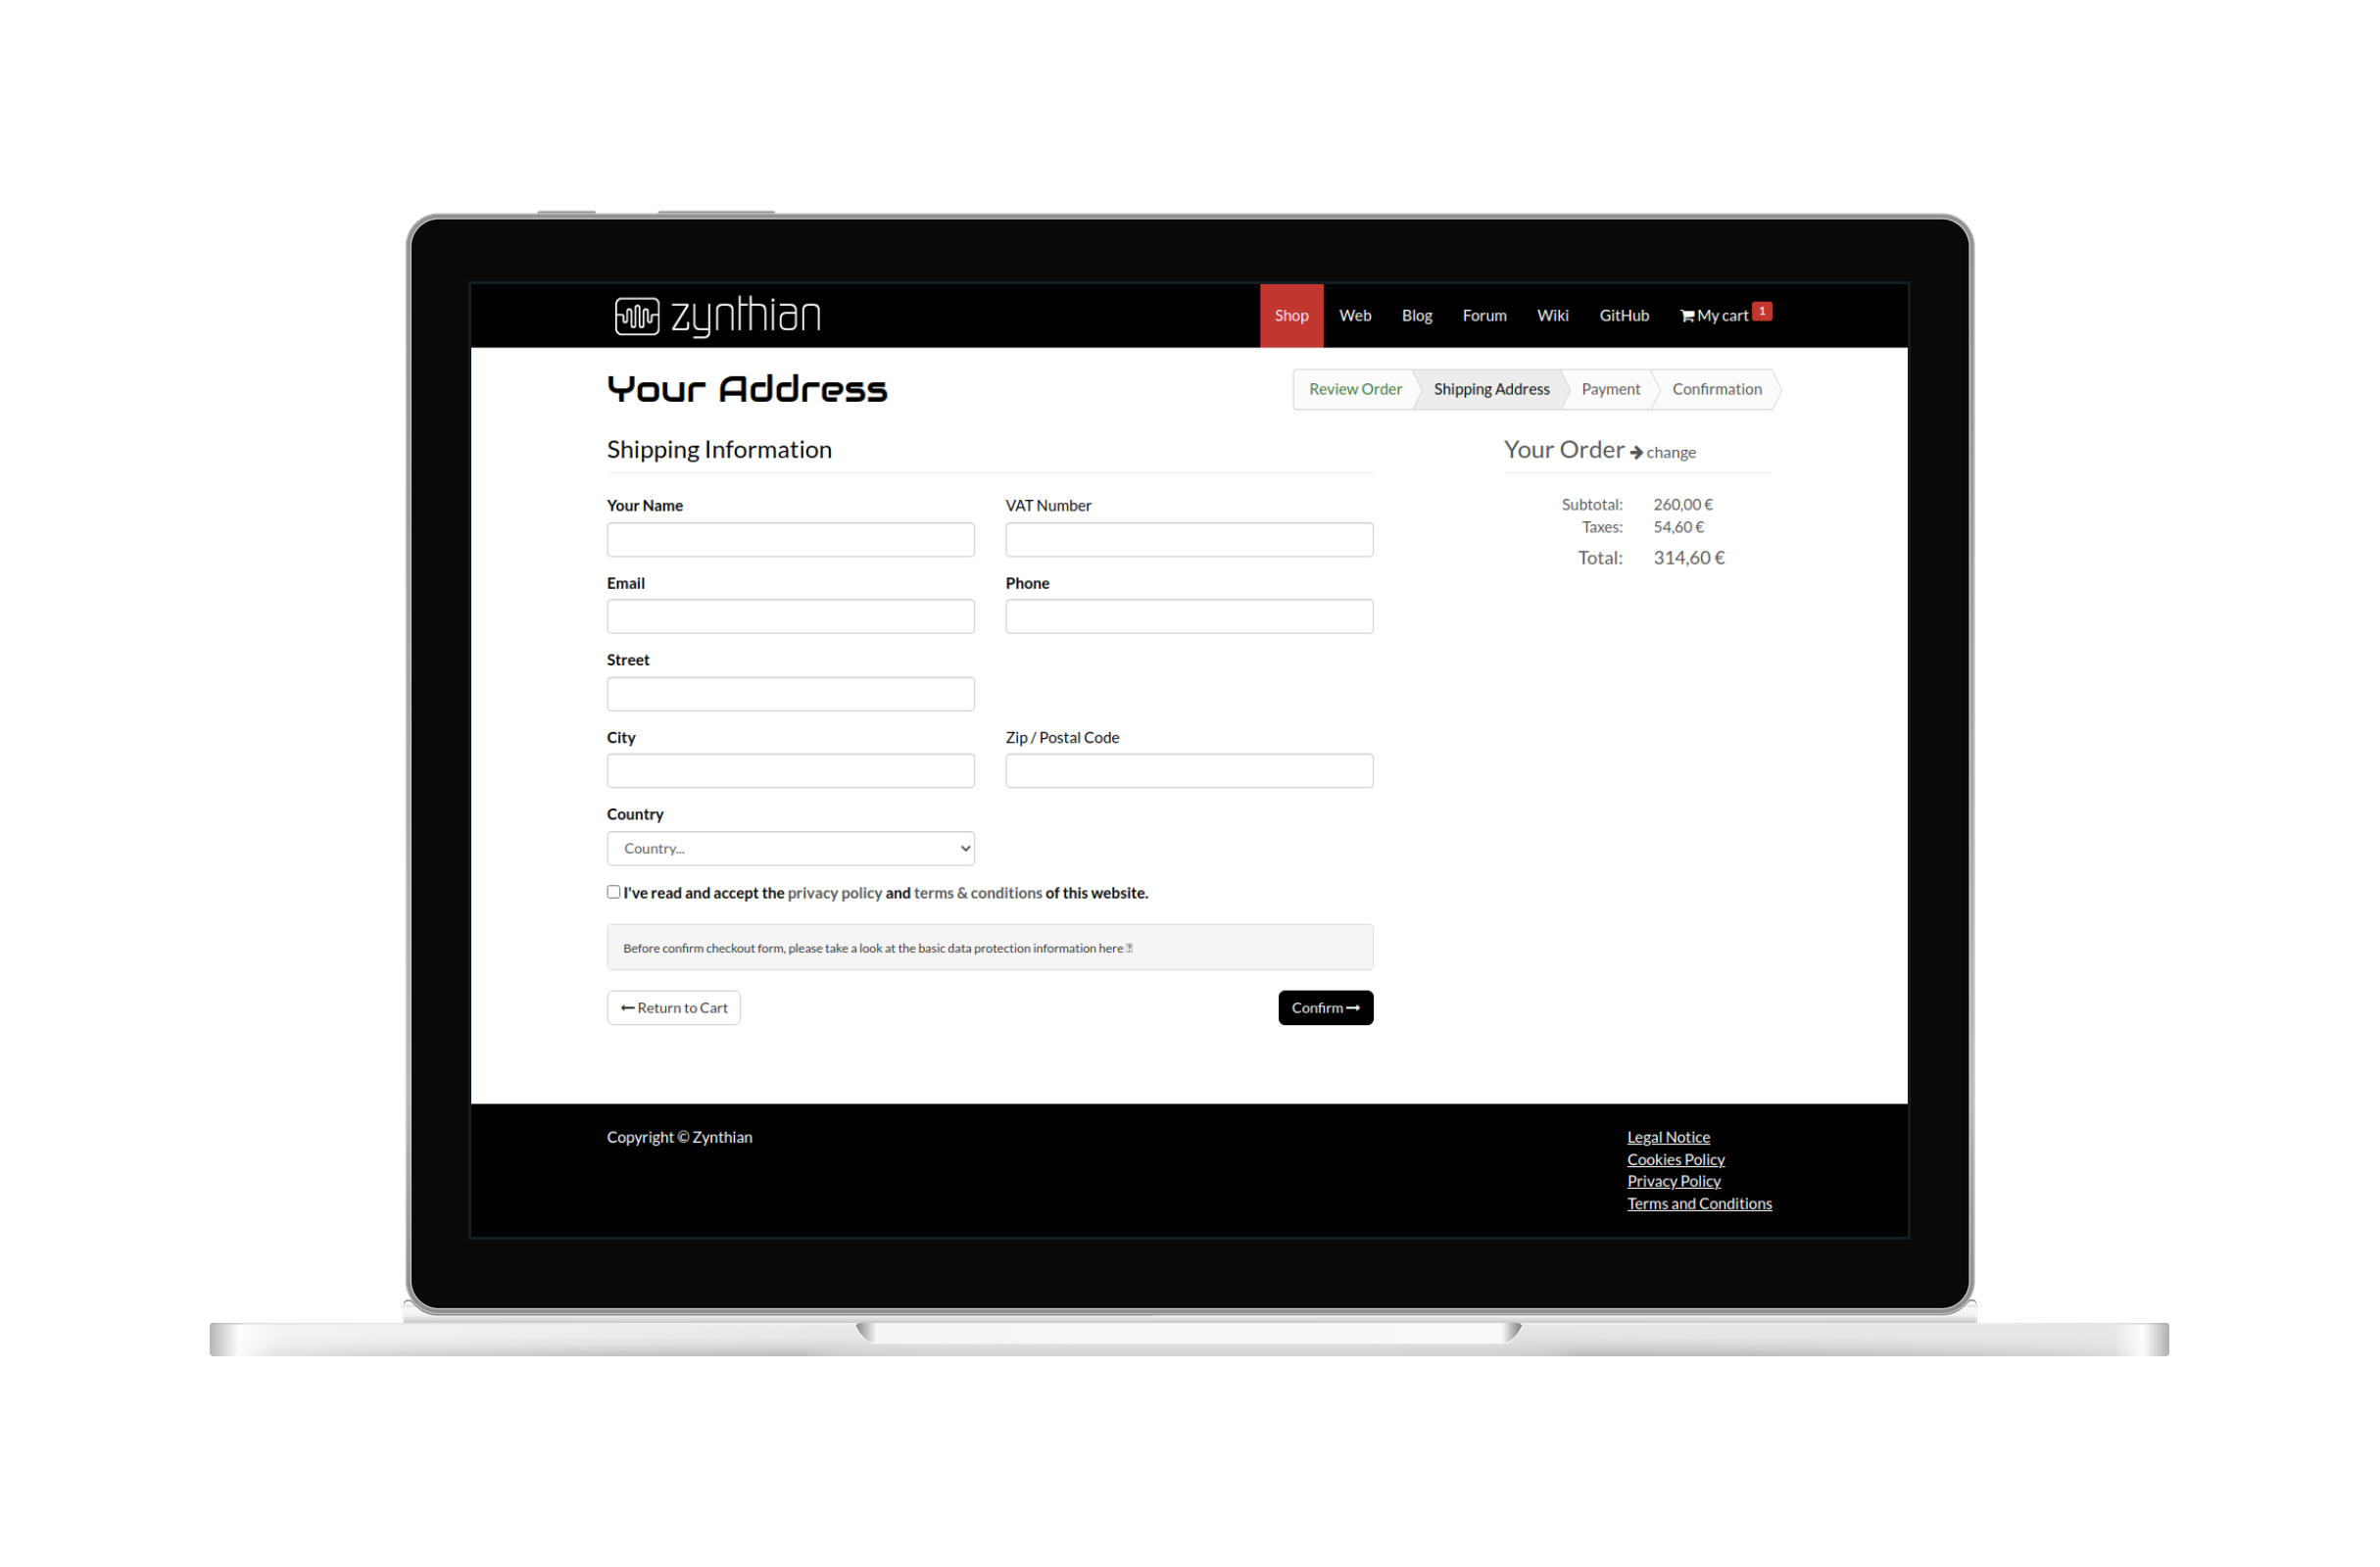 zynthian
Shop Web Blog Forum Wiki GitHub My cart 1
Your Address
Review Order Shipping Address Payment Confirmation
Shipping Information
Your Order change
Your Name VAT Number
Subtotal: 260,00 €
Taxes: 54,60 €
Total: 314,60 €
Email Phone
Street
City Zip / Postal Code
Country
Country...
I've read and accept the privacy policy and terms & conditions of this website.
Before confirm checkout form, please take a look at the basic data protection information here
Return to Cart Confirm
Copyright © Zynthian
Legal Notice
Cookies Policy
Privacy Policy
Terms and Conditions